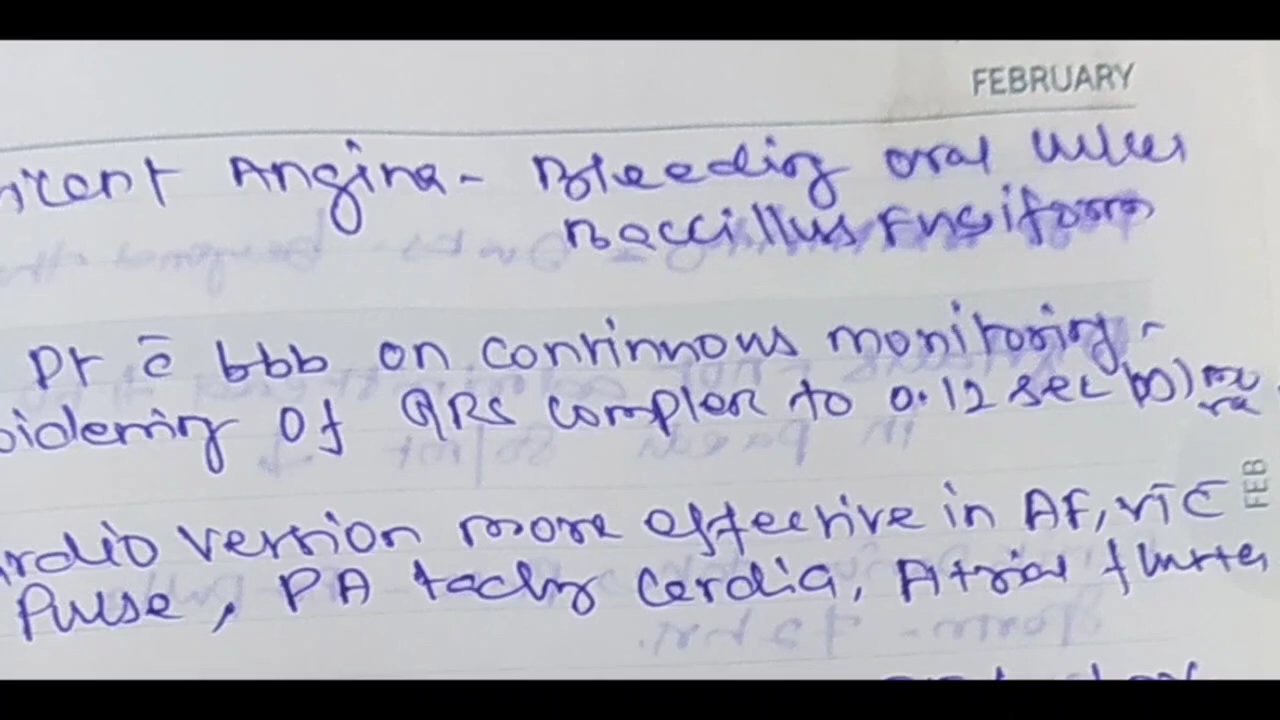 FEBRUARY
Angina - Bleeding oral ulcer
Baccillus Fusiform
Pt c̄ bbb on continuous monitoring -
of QRS complex to 0.12 sec
version more effective in AF, VT c̄
FEB
Pulse, PA tachy cardia, Atrial flutter